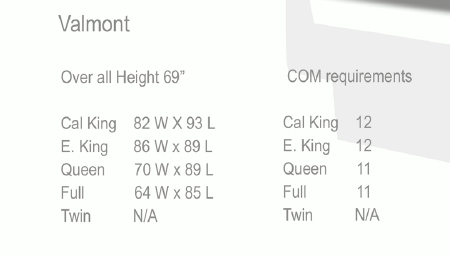 Valmont
Over all Height 69”
Cal King 82 W X 93 L
E. King 86 W x 89 L
Queen 70 W x 89 L
Full 64 W x 85 L
Twin N/A
COM requirements
Cal King 12
E. King 12
Queen 11
Full 11
Twin N/A